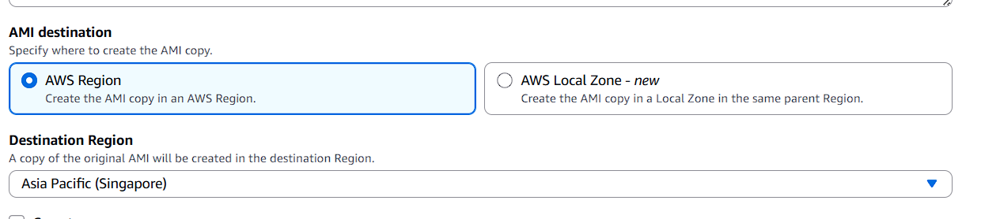 AMI destination
Specify where to create the AMI copy.
AWS Region
Create the AMI copy in an AWS Region.
AWS Local Zone - new
Create the AMI copy in a Local Zone in the same parent Region.
Destination Region
A copy of the original AMI will be created in the destination Region.
Asia Pacific (Singapore)